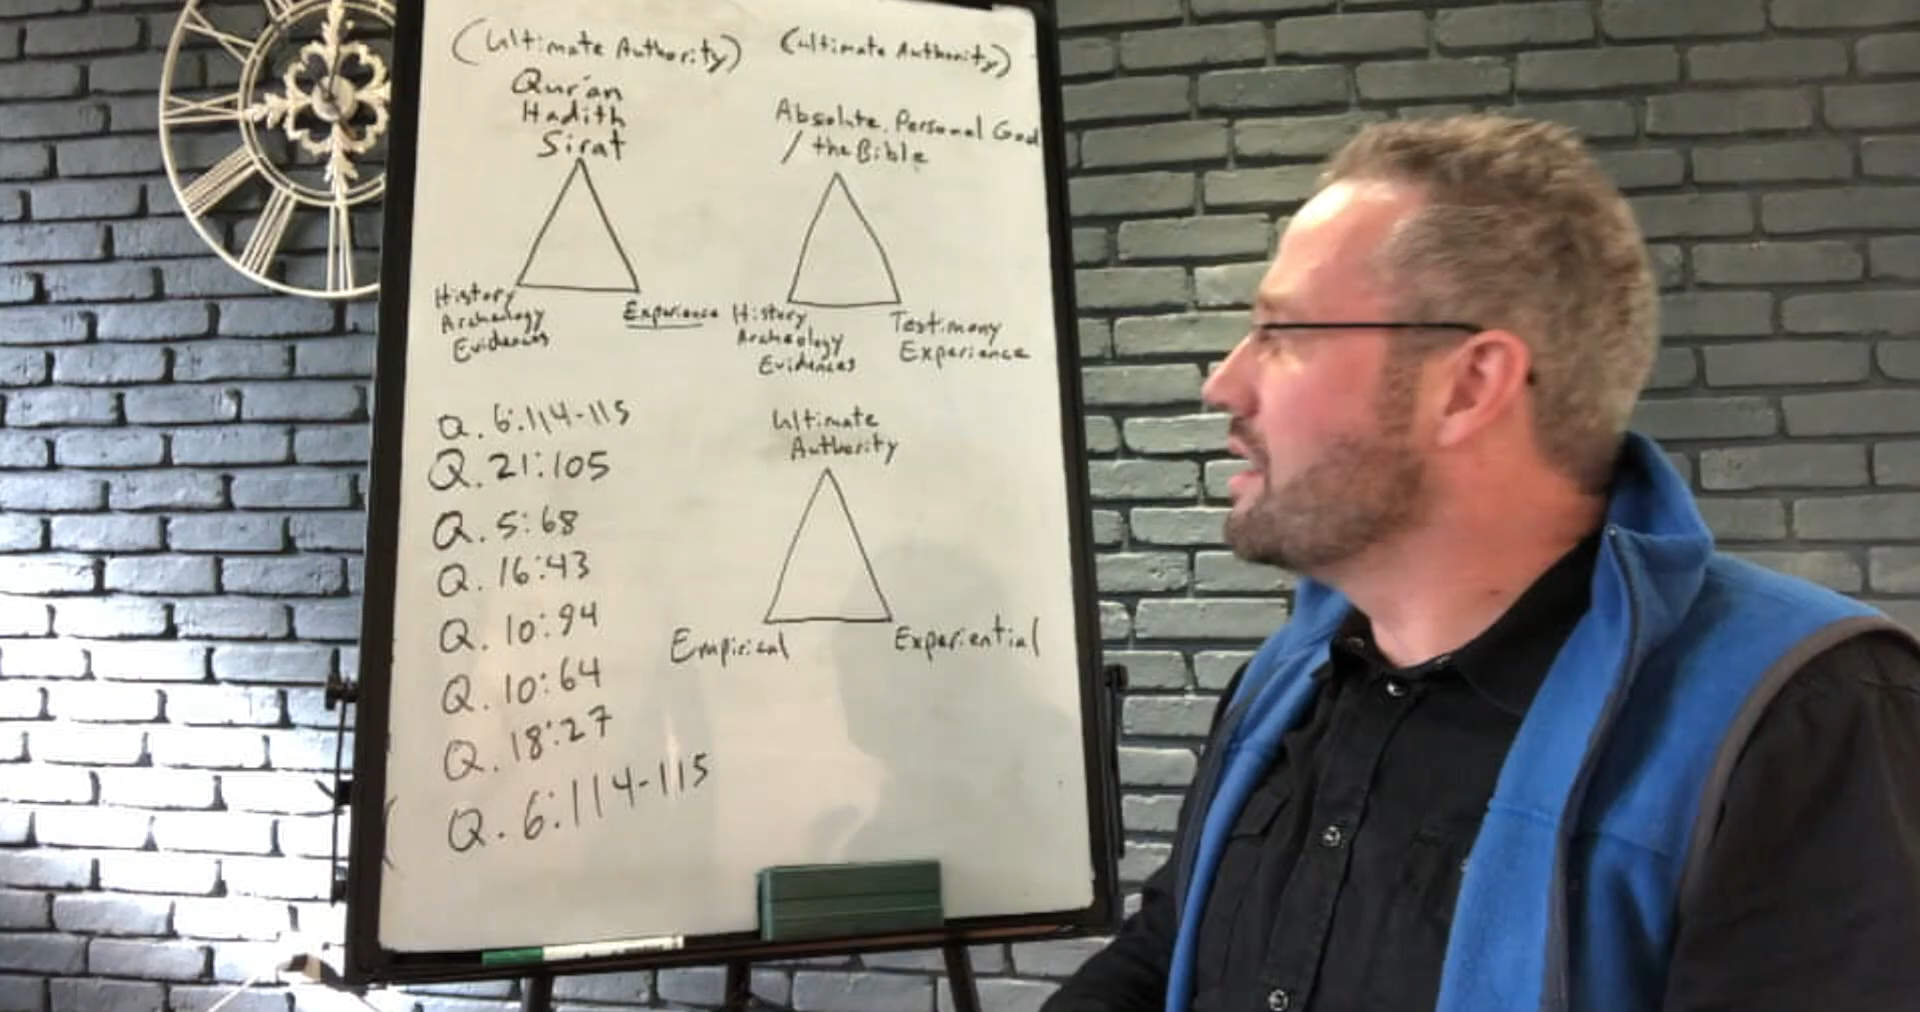 (Ultimate Authority)
Qur'an
Hadith
Sirat
History
Archeology
Evidences
Experience
(Ultimate Authority)
Absolute, Personal God
/ the Bible
History
Archeology
Evidences
Testimony
Experience
Q. 6:114-115
Q. 21:105
Q. 5:68
Q. 16:43
Q. 10:94
Q. 10:64
Q. 18:27
Q. 6:114-115
Ultimate
Authority
Empirical
Experiential